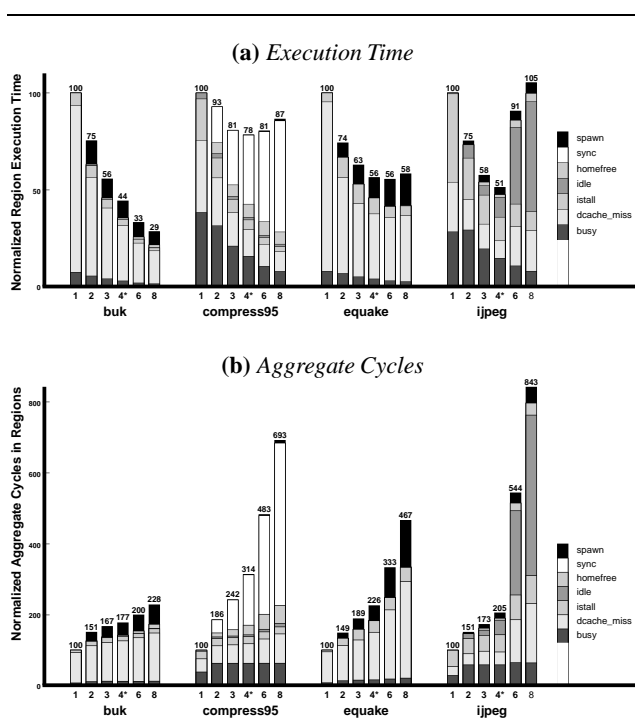 (a) Execution Time
Normalized Region Execution Time
100
50
0
100
75
56
44
33
29
1 2 3 4* 6 8
buk
100
93
81
78
81
87
1 2 3 4* 6 8
compress95
100
74
63
56
56
58
1 2 3 4* 6 8
equake
100
75
58
51
91
105
1 2 3 4* 6 8
ijpeg
spawn
sync
homefree
idle
istall
dcache_miss
busy
(b) Aggregate Cycles
Normalized Aggregate Cycles in Regions
800
600
400
200
0
100
151
167
177
200
228
1 2 3 4* 6 8
buk
100
186
242
314
483
693
1 2 3 4* 6 8
compress95
100
149
189
226
333
467
1 2 3 4* 6 8
equake
100
151
173
205
544
843
1 2 3 4* 6 8
ijpeg
spawn
sync
homefree
idle
istall
dcache_miss
busy